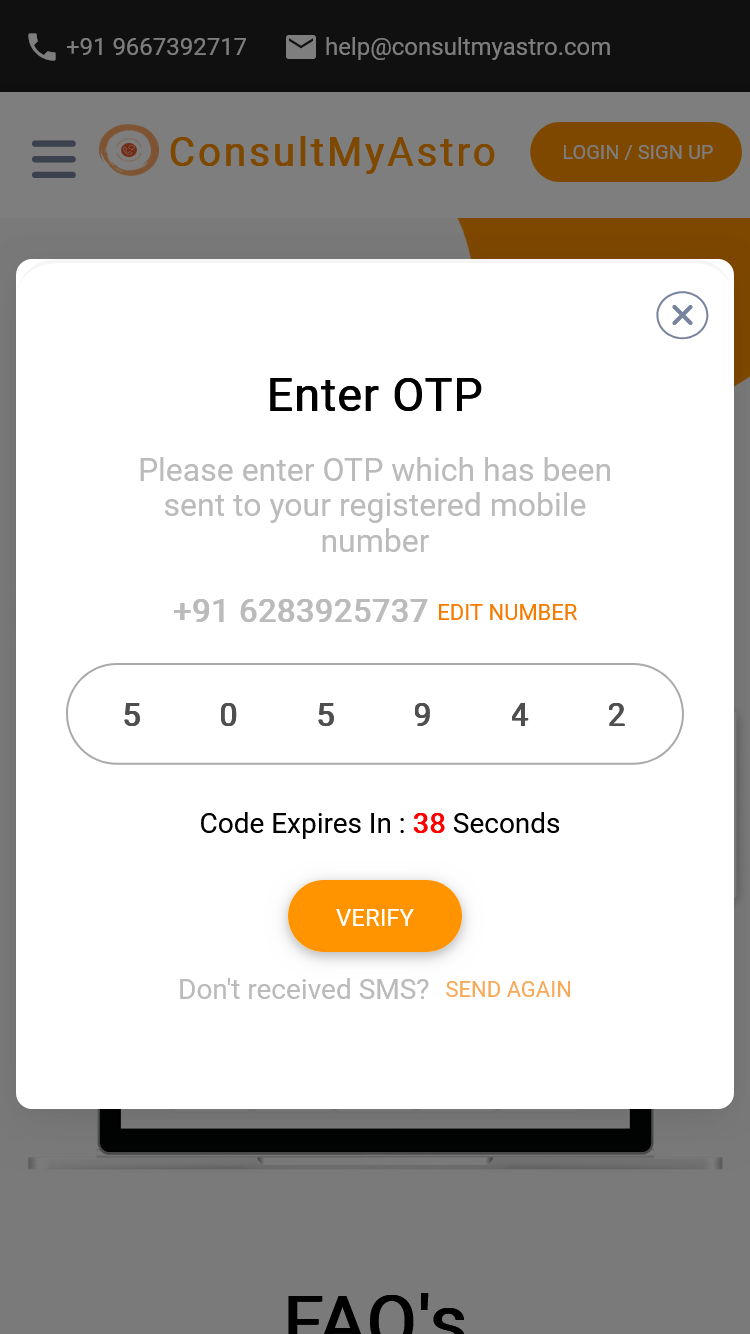 +91 9667392717 help@consultmyastro.com
ConsultMyAstro LOGIN / SIGN UP
Enter OTP
Please enter OTP which has been
sent to your registered mobile
number
+91 6283925737 EDIT NUMBER
5 0 5 9 4 2
Code Expires In : 38 Seconds
VERIFY
Don't received SMS? SEND AGAIN
FAQ's